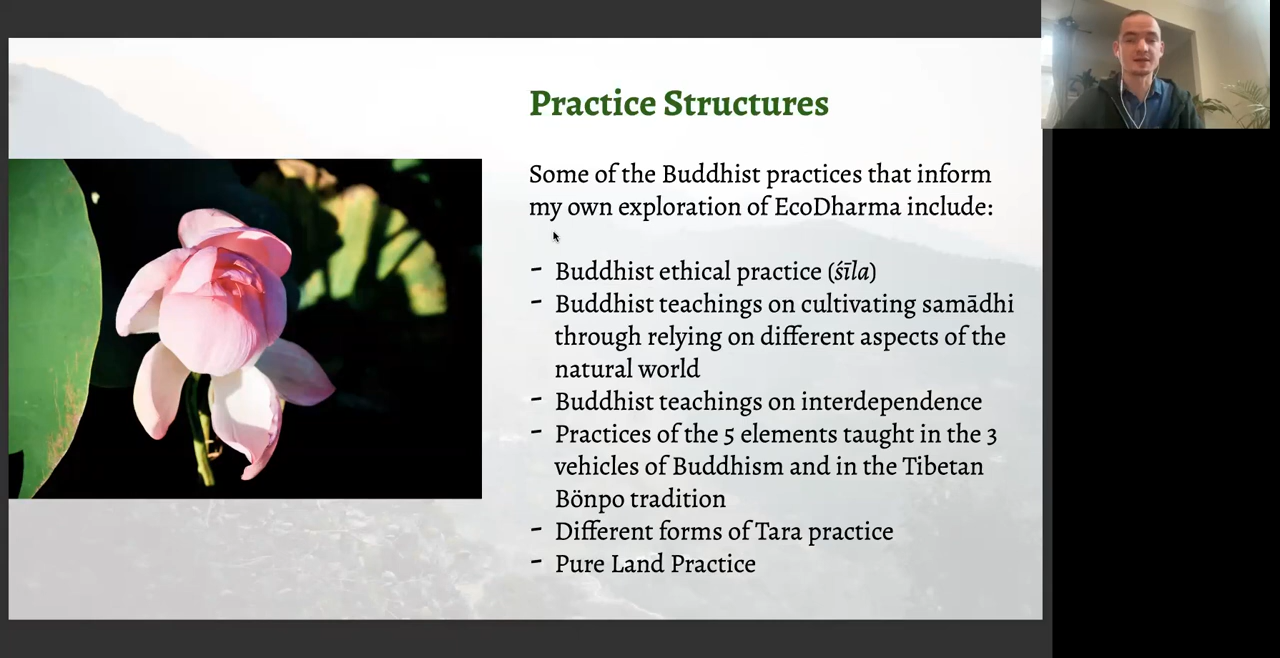 Practice Structures
Some of the Buddhist practices that inform
my own exploration of EcoDharma include:
- Buddhist ethical practice (śīla)
- Buddhist teachings on cultivating samādhi
through relying on different aspects of the
natural world
- Buddhist teachings on interdependence
- Practices of the 5 elements taught in the 3
vehicles of Buddhism and in the Tibetan
Bönpo tradition
- Different forms of Tara practice
- Pure Land Practice